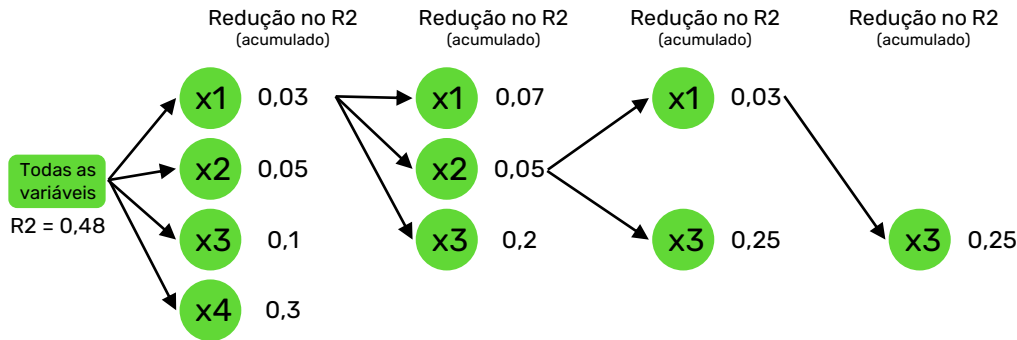 Redução no R2
(acumulado)
Redução no R2
(acumulado)
Redução no R2
(acumulado)
Redução no R2
(acumulado)
Todas as
variáveis
R2 = 0,48
x1 0,03
x2 0,05
x3 0,1
x4 0,3
x1 0,07
x2 0,05
x3 0,2
x1 0,03
x3 0,25
x3 0,25